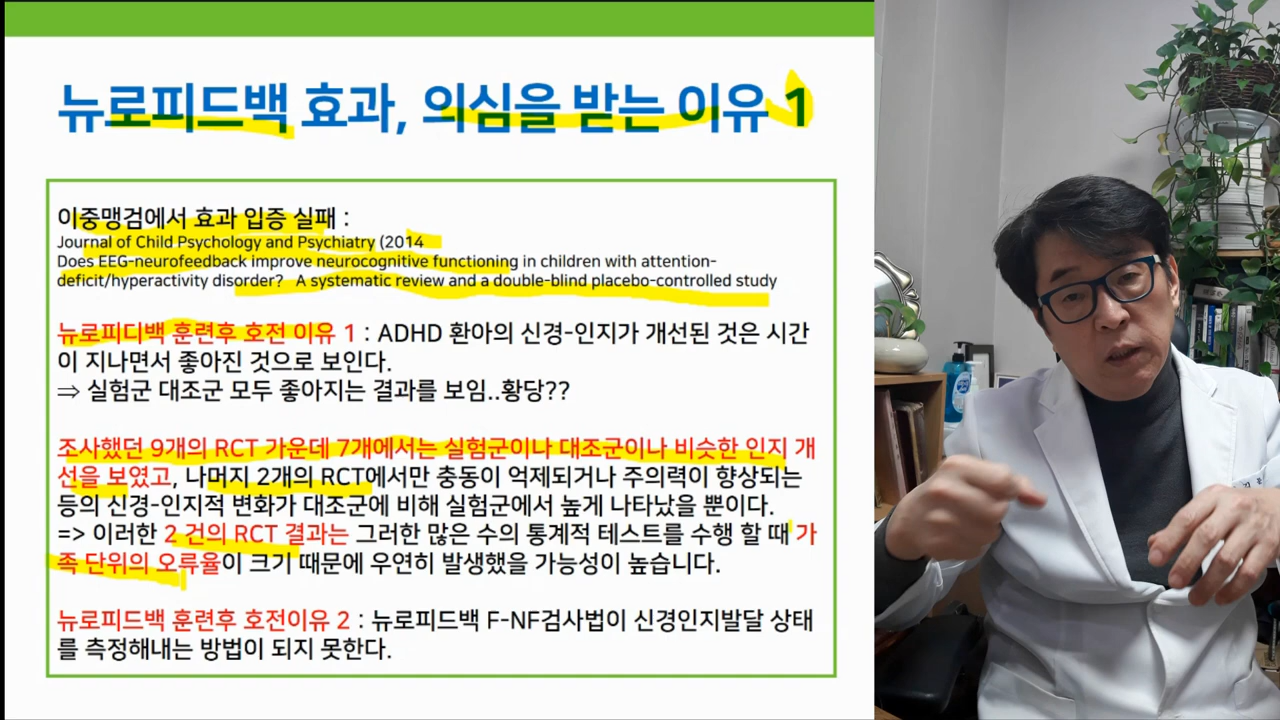 뉴로피드백 효과, 의심을 받는 이유 1
이중맹검에서 효과 입증 실패 :
Journal of Child Psychology and Psychiatry (2014
Does EEG-neurofeedback improve neurocognitive functioning in children with attention-
deficit/hyperactivity disorder?   A systematic review and a double-blind placebo-controlled study
뉴로피디백 훈련후 호전 이유 1 : ADHD 환아의 신경-인지가 개선된 것은 시간
이 지나면서 좋아진 것으로 보인다.
⇒ 실험군 대조군 모두 좋아지는 결과를 보임..황당??
조사했던 9개의 RCT 가운데 7개에서는 실험군이나 대조군이나 비슷한 인지 개
선을 보였고, 나머지 2개의 RCT에서만 충동이 억제되거나 주의력이 향상되는
등의 신경-인지적 변화가 대조군에 비해 실험군에서 높게 나타났을 뿐이다.
=> 이러한 2 건의 RCT 결과는 그러한 많은 수의 통계적 테스트를 수행 할 때 가
족 단위의 오류율이 크기 때문에 우연히 발생했을 가능성이 높습니다.
뉴로피드백 훈련후 호전이유 2 : 뉴로피드백 F-NF검사법이 신경인지발달 상태
를 측정해내는 방법이 되지 못한다.